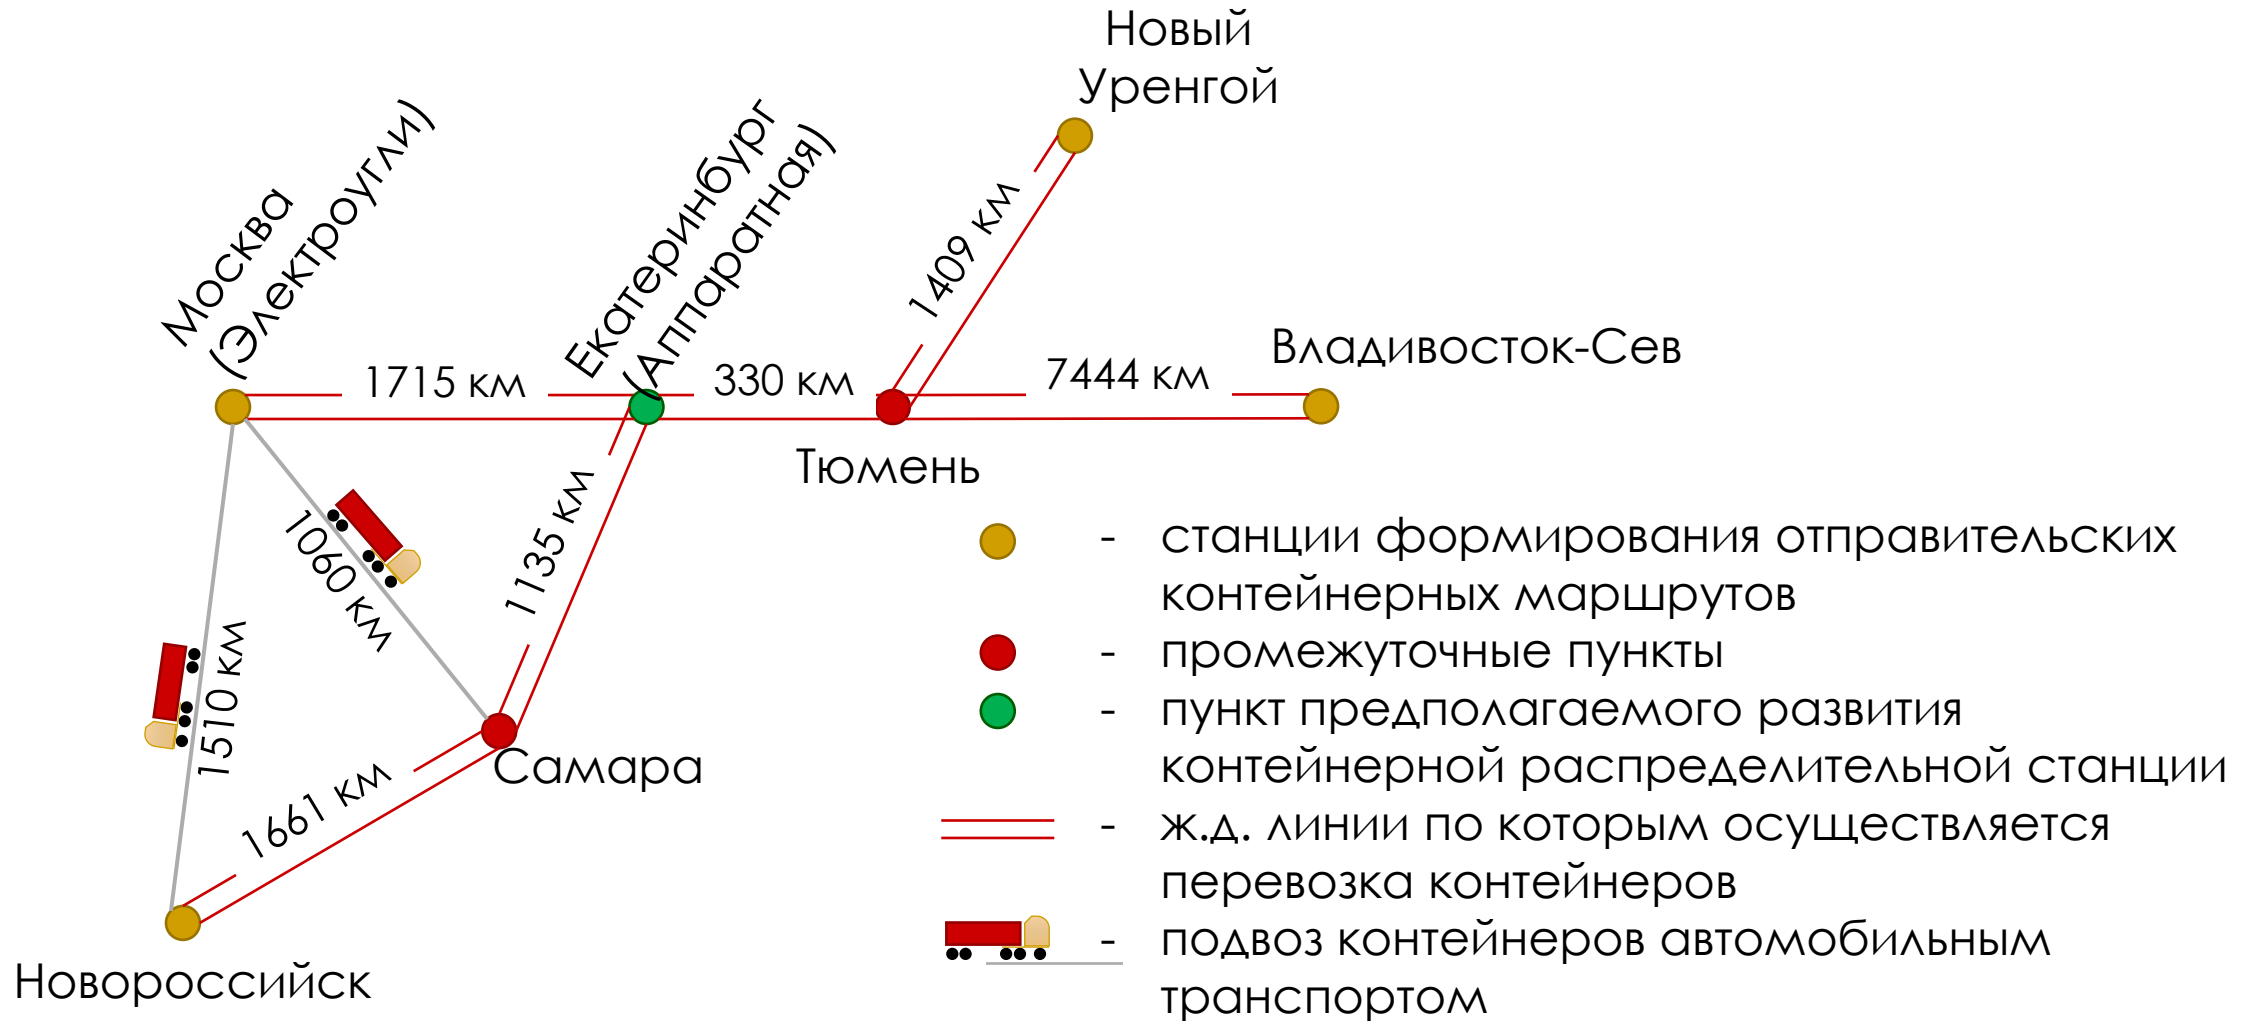 Новый
Уренгой
Москва
(Электроугли)
Екатеринбург
(Аппаратная)
1409 км
Владивосток-Сев
1715 км
330 км
7444 км
Тюмень
1135 км
1060 км
1510 км
Самара
1661 км
Новороссийск
- станции формирования отправительских
контейнерных маршрутов
- промежуточные пункты
- пункт предполагаемого развития
контейнерной распределительной станции
- ж.д. линии по которым осуществляется
перевозка контейнеров
- подвоз контейнеров автомобильным
транспортом